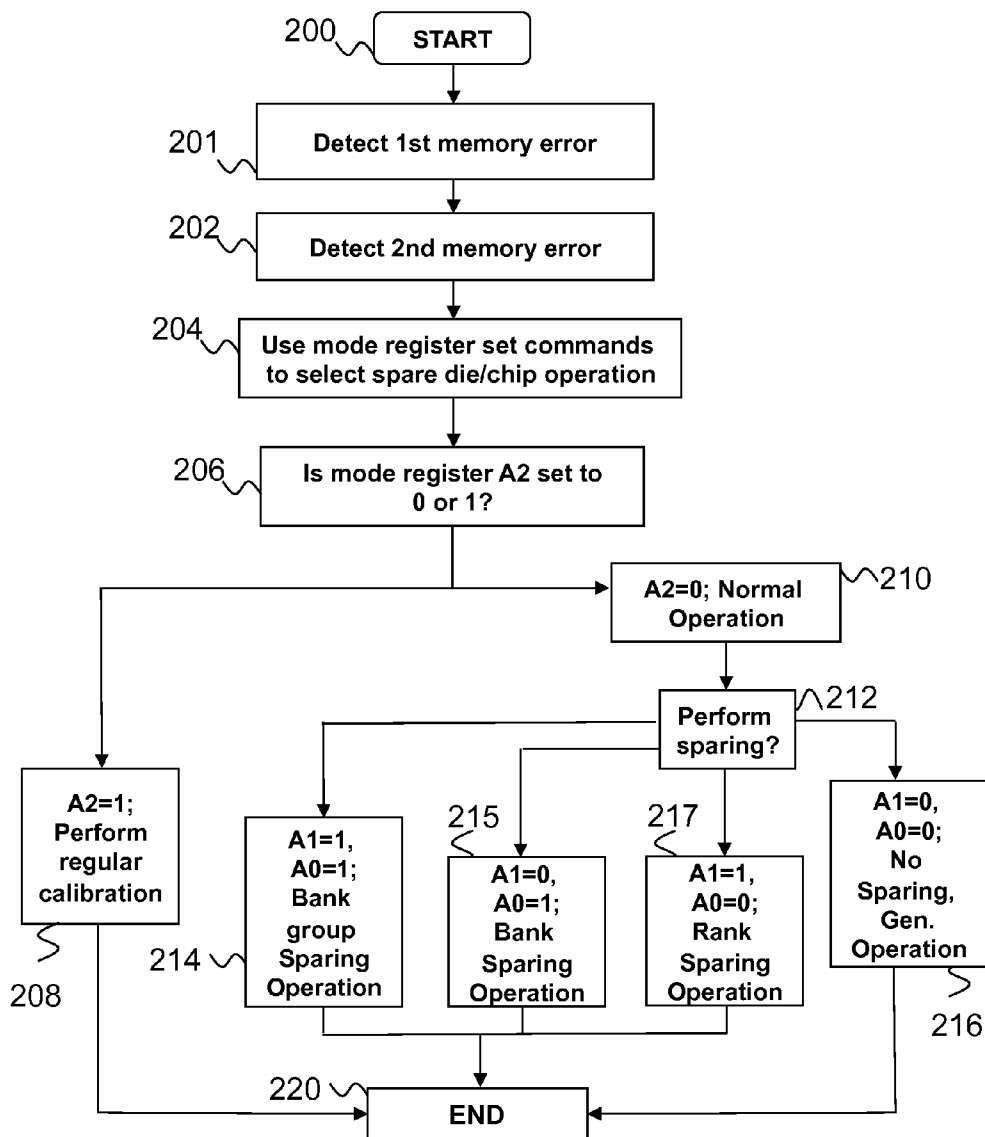 200
START
201
Detect 1st memory error
202
Detect 2nd memory error
204
Use mode register set commands
to select spare die/chip operation
206
Is mode register A2 set to
0 or 1?
210
A2=0; Normal
Operation
212
Perform
sparing?
A2=1;
Perform
regular
calibration
208
A1=1,
A0=1;
Bank
group
Sparing
Operation
214
215
A1=0,
A0=1;
Bank
Sparing
Operation
217
A1=1,
A0=0;
Rank
Sparing
Operation
A1=0,
A0=0;
No
Sparing,
Gen.
Operation
216
220
END